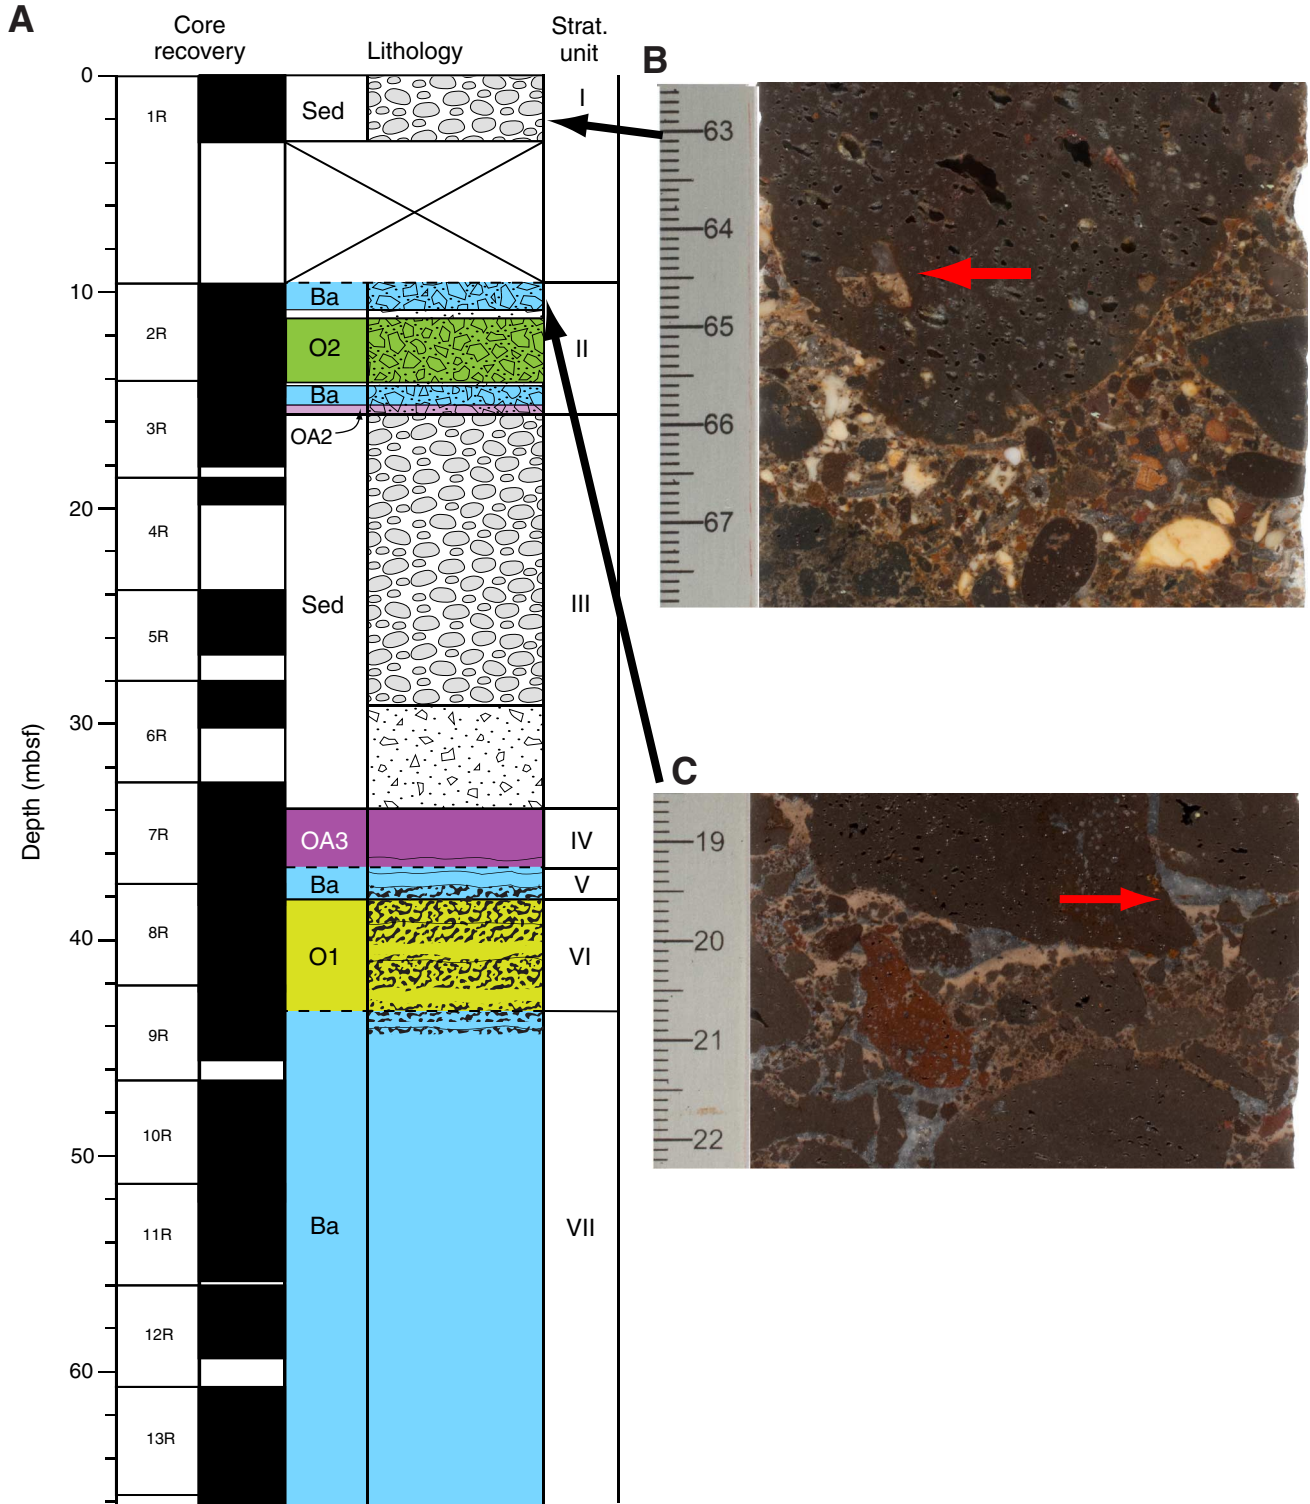 A
Core
recovery
Lithology
Strat.
unit
Depth (mbsf)
0
10
20
30
40
50
60
1R
2R
3R
4R
5R
6R
7R
8R
9R
10R
11R
12R
13R
Sed
Ba
O2
Ba
OA2
Sed
OA3
Ba
O1
Ba
I
II
III
IV
V
VI
VII
B
63
64
65
66
67
C
19
20
21
22